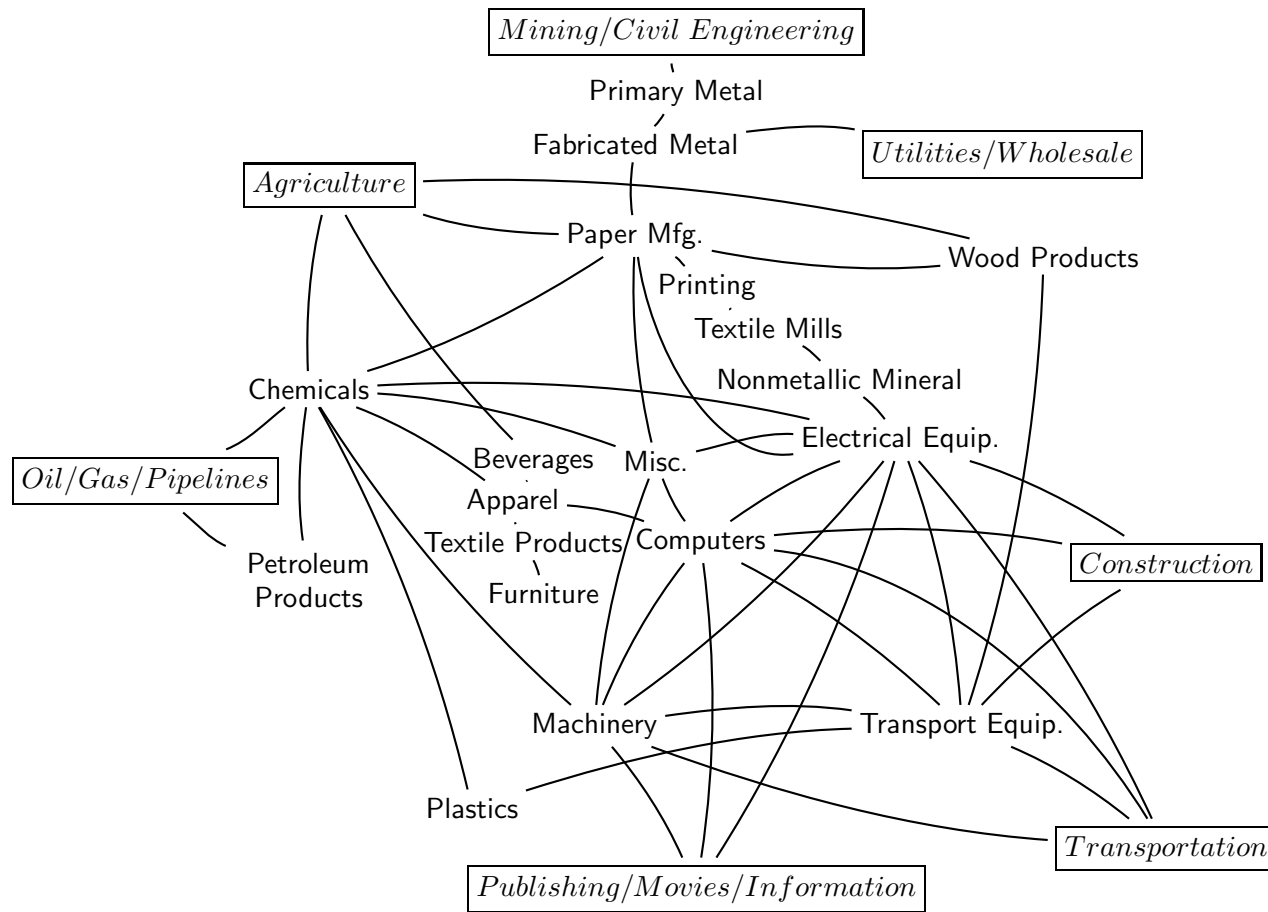 Mining/Civil Engineering
Primary Metal
Fabricated Metal
Utilities/Wholesale
Agriculture
Paper Mfg.
Wood Products
Printing
Textile Mills
Nonmetallic Mineral
Chemicals
Electrical Equip.
Beverages
Misc.
Oil/Gas/Pipelines
Apparel
Textile Products
Computers
Construction
Petroleum
Products
Furniture
Machinery
Transport Equip.
Plastics
Transportation
Publishing/Movies/Information